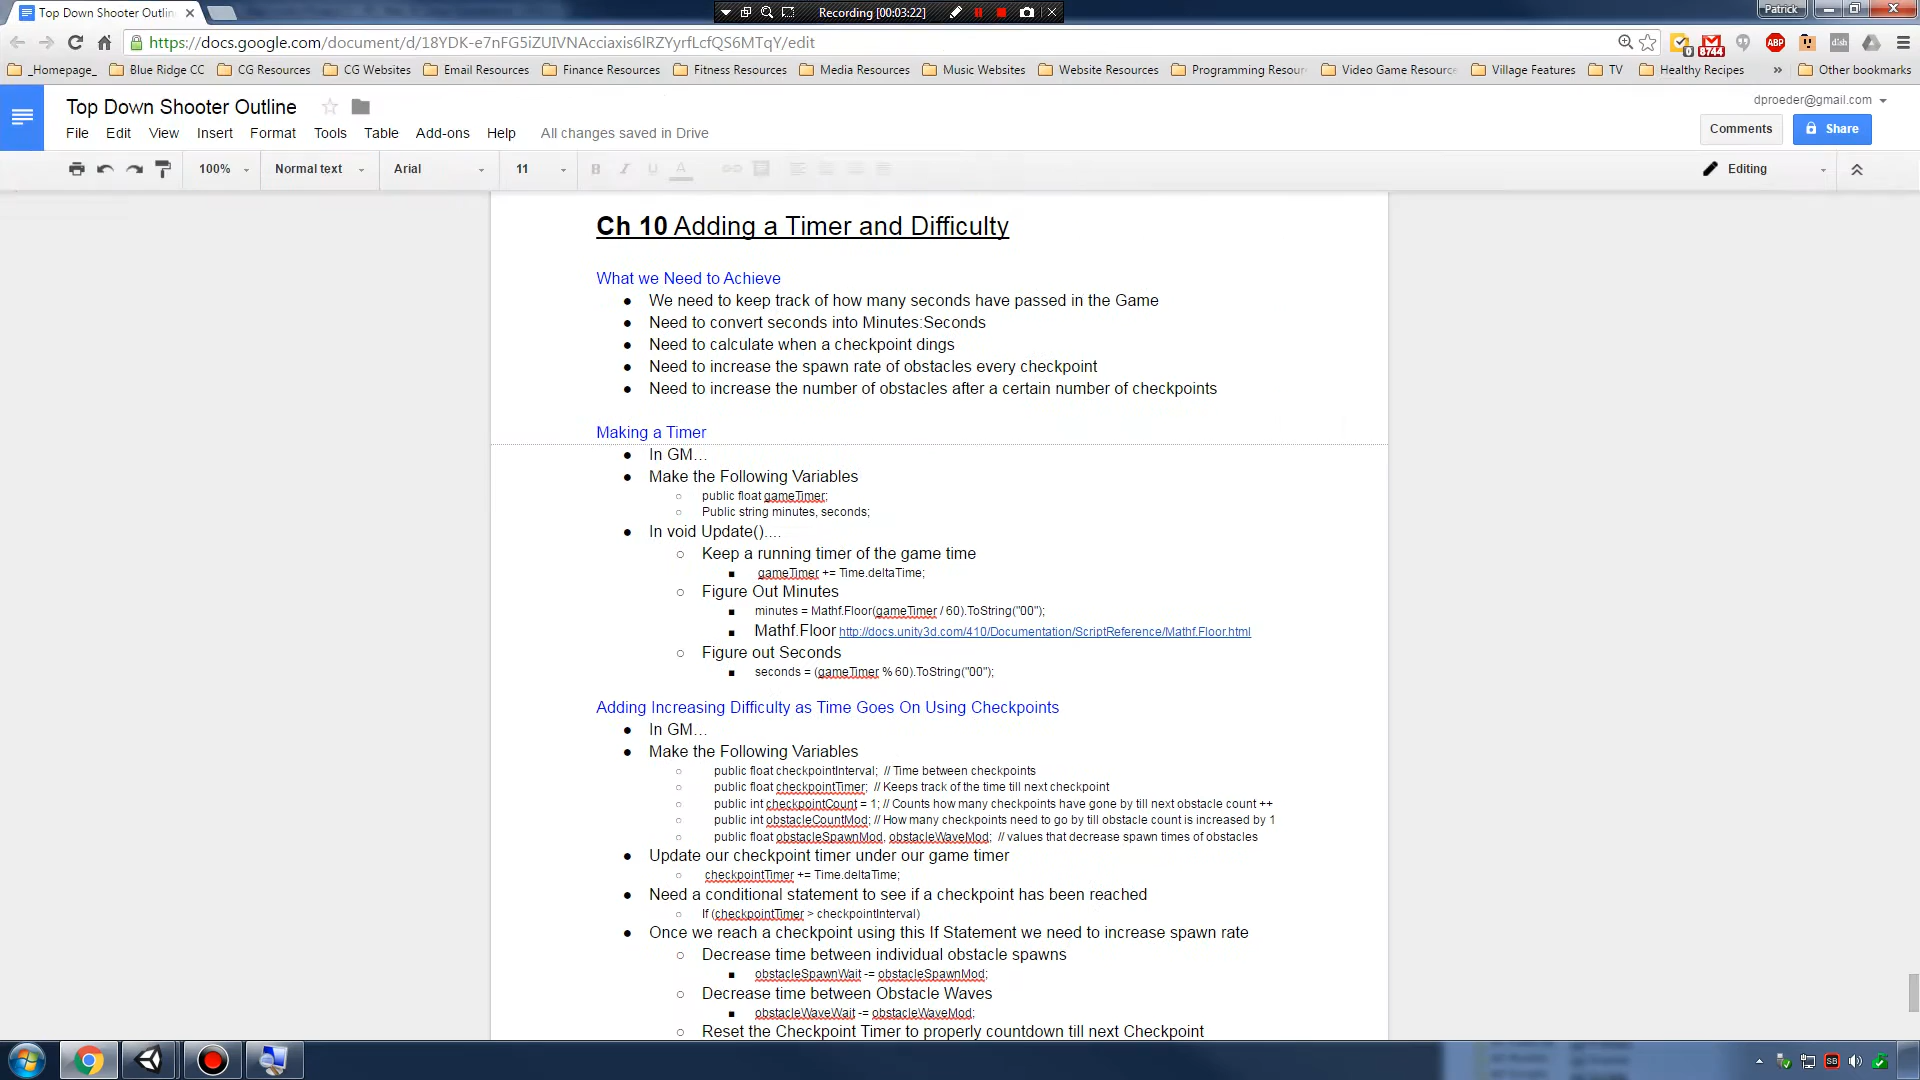 Top Down Shooter Outlin
Recording [00:03:22]
Patrick
https://docs.google.com/document/d/18YDK-e7nFG5iZUIVNAcciaxis6lRZYyrfLcfQS6MTqY/edit
0
8744
ABP
dish
_Homepage_ Blue Ridge CC CG Resources CG Websites Email Resources Finance Resources Fitness Resources Media Resources Music Websites Website Resources Programming Resour Video Game Resource Village Features TV Healthy Recipes » Other bookmarks
Top Down Shooter Outline
dproeder@gmail.com
File Edit View Insert Format Tools Table Add-ons Help All changes saved in Drive
Comments Share
100% Normal text Arial 11 B I U A Editing
Ch 10 Adding a Timer and Difficulty
What we Need to Achieve
● We need to keep track of how many seconds have passed in the Game
● Need to convert seconds into Minutes:Seconds
● Need to calculate when a checkpoint dings
● Need to increase the spawn rate of obstacles every checkpoint
● Need to increase the number of obstacles after a certain number of checkpoints
Making a Timer
● In GM…
● Make the Following Variables
○ public float gameTimer;
○ Public string minutes, seconds;
● In void Update()....
○ Keep a running timer of the game time
■ gameTimer += Time.deltaTime;
○ Figure Out Minutes
■ minutes = Mathf.Floor(gameTimer / 60).ToString("00");
■ Mathf.Floor http://docs.unity3d.com/410/Documentation/ScriptReference/Mathf.Floor.html
○ Figure out Seconds
■ seconds = (gameTimer % 60).ToString("00");
Adding Increasing Difficulty as Time Goes On Using Checkpoints
● In GM…
● Make the Following Variables
○ public float checkpointInterval; // Time between checkpoints
○ public float checkpointTimer; // Keeps track of the time till next checkpoint
○ public int checkpointCount = 1; // Counts how many checkpoints have gone by till next obstacle count ++
○ public int obstacleCountMod; // How many checkpoints need to go by till obstacle count is increased by 1
○ public float obstacleSpawnMod, obstacleWaveMod; // values that decrease spawn times of obstacles
● Update our checkpoint timer under our game timer
○ checkpointTimer += Time.deltaTime;
● Need a conditional statement to see if a checkpoint has been reached
○ If (checkpointTimer > checkpointInterval)
● Once we reach a checkpoint using this If Statement we need to increase spawn rate
○ Decrease time between individual obstacle spawns
■ obstacleSpawnWait -= obstacleSpawnMod;
○ Decrease time between Obstacle Waves
■ obstacleWaveWait -= obstacleWaveMod;
○ Reset the Checkpoint Timer to properly countdown till next Checkpoint
SB